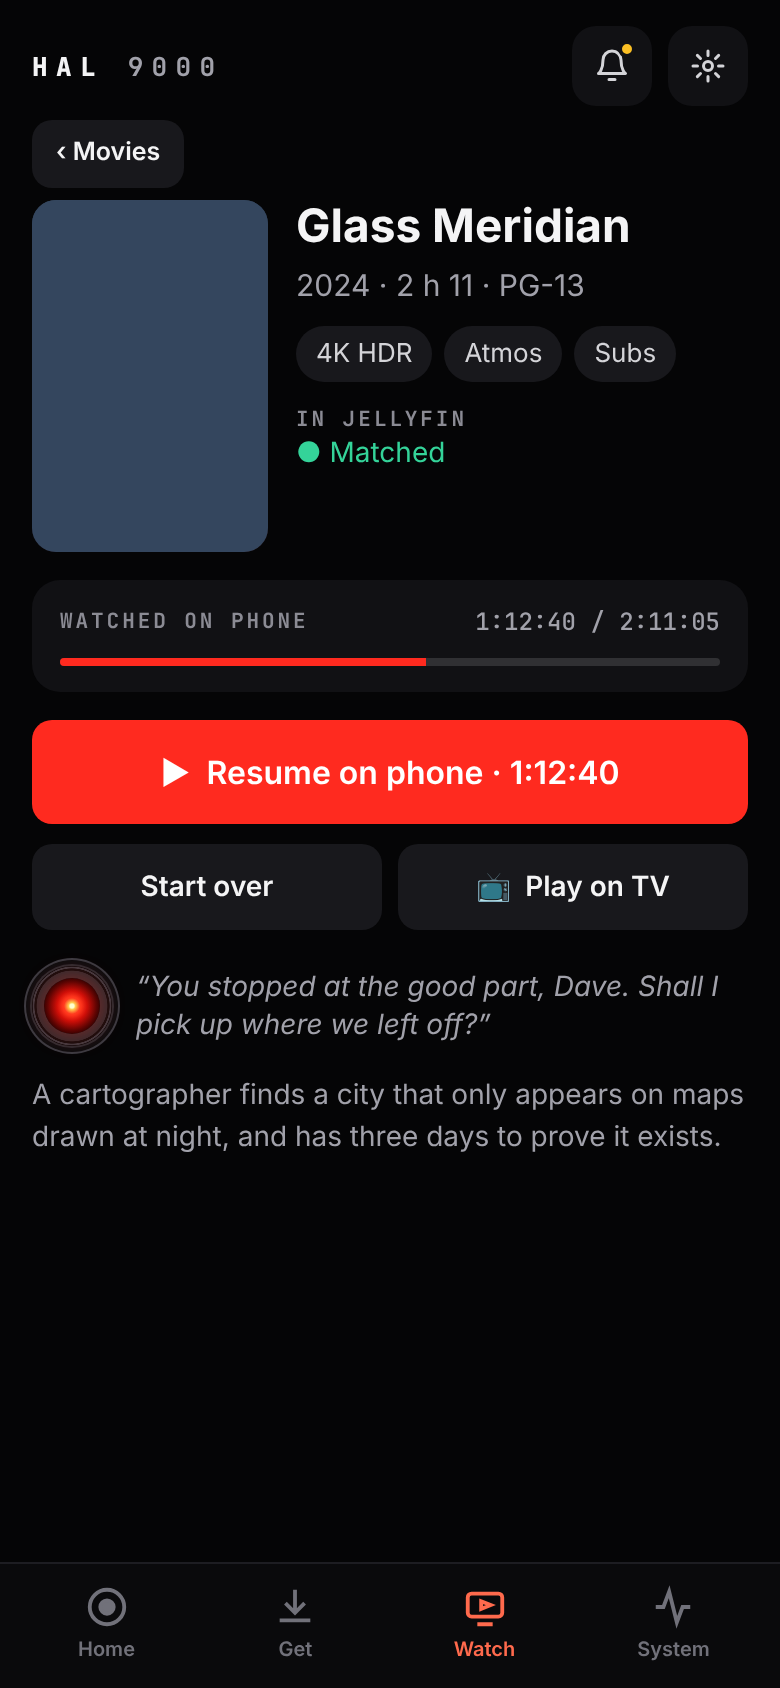 HAL 9000
‹ Movies
Glass Meridian
2024 · 2 h 11 · PG-13
4K HDR Atmos Subs
IN JELLYFIN
Matched
WATCHED ON PHONE 1:12:40 / 2:11:05
Resume on phone · 1:12:40
Start over Play on TV
“You stopped at the good part, Dave. Shall I
pick up where we left off?”
A cartographer finds a city that only appears on maps
drawn at night, and has three days to prove it exists.
Home Get Watch System